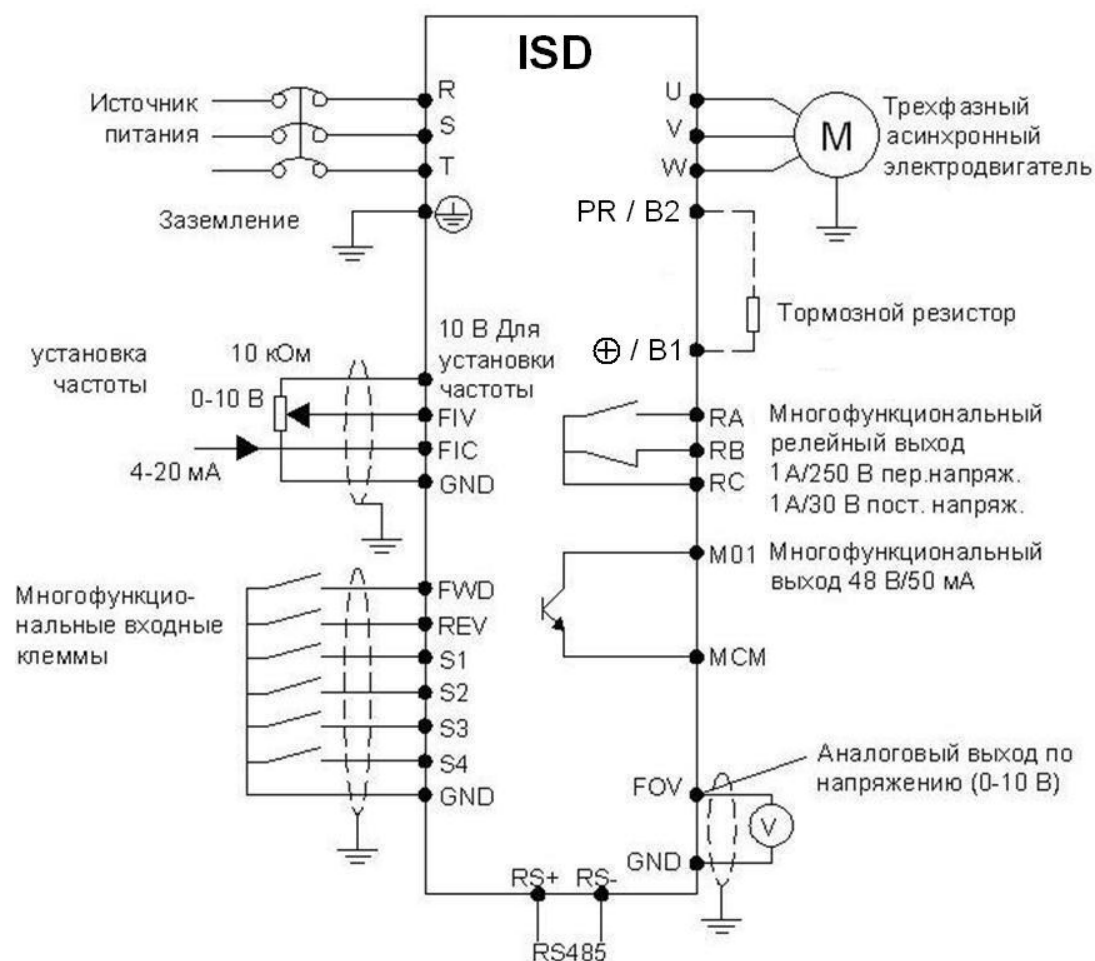 ISD
Источник
питания
R
S
T
Заземление
U
V
W
M
Трехфазный
асинхронный
электродвигатель
PR / B2
Тормозной резистор
⊕ / B1
установка
частоты
10 кОм
0-10 В
4-20 мА
10 В Для
установки
частоты
FIV
FIC
GND
RA
RB
RC
Многофункциональный
релейный выход
1А/250 В пер.напряж.
1А/30 В пост. напряж.
M01
Многофункциональный
выход 48 В/50 мА
MCM
Многофункцио-
нальные входные
клеммы
FWD
REV
S1
S2
S3
S4
GND
Аналоговый выход по
напряжению (0-10 В)
FOV
V
GND
RS+
RS-
RS485